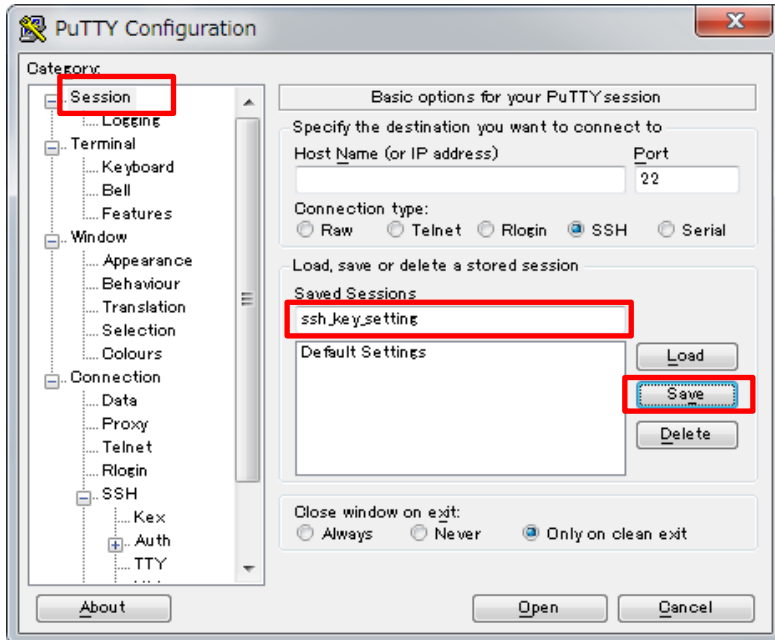 PuTTY Configuration
X
Category:
Session
Logging
Terminal
Keyboard
Bell
Features
Window
Appearance
Behaviour
Translation
Selection
Colours
Connection
Data
Proxy
Telnet
Rlogin
SSH
Kex
Auth
TTY
Basic options for your PuTTY session
Specify the destination you want to connect to
Host Name (or IP address) Port
22
Connection type:
Raw Telnet Rlogin SSH Serial
Load, save or delete a stored session
Saved Sessions
ssh_key_setting
Default Settings
Load
Save
Delete
Close window on exit:
Always Never Only on clean exit
About Open Cancel